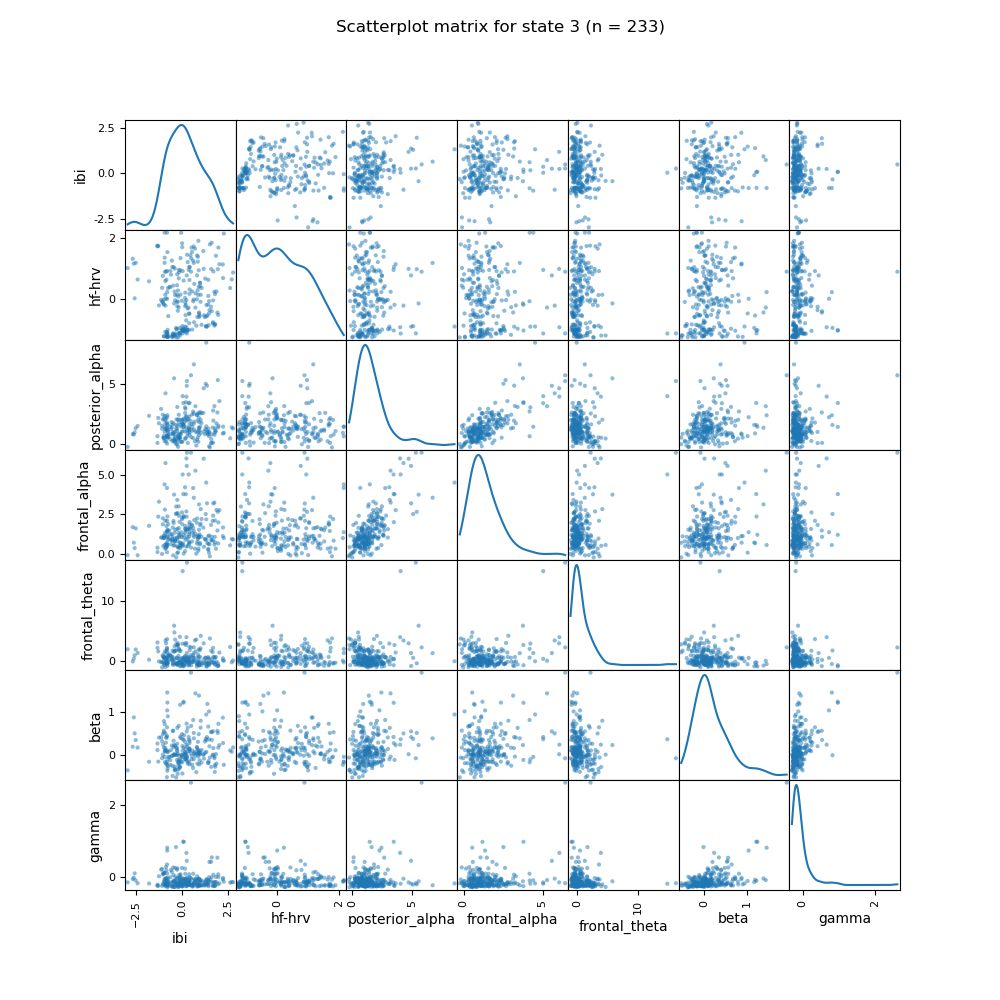 Scatterplot matrix for state 3 (n = 233)
ibi
2.5
0.0
-2.5
hf-hrv
2
0
posterior_alpha
5
0
frontal_alpha
5.0
2.5
0.0
frontal_theta
10
0
beta
1
0
gamma
2
0
−2.5 0.0 2.5 0 2 0 5 0 5 0 10 0 1 0 2
ibi hf-hrv posterior_alpha frontal_alpha frontal_theta beta gamma